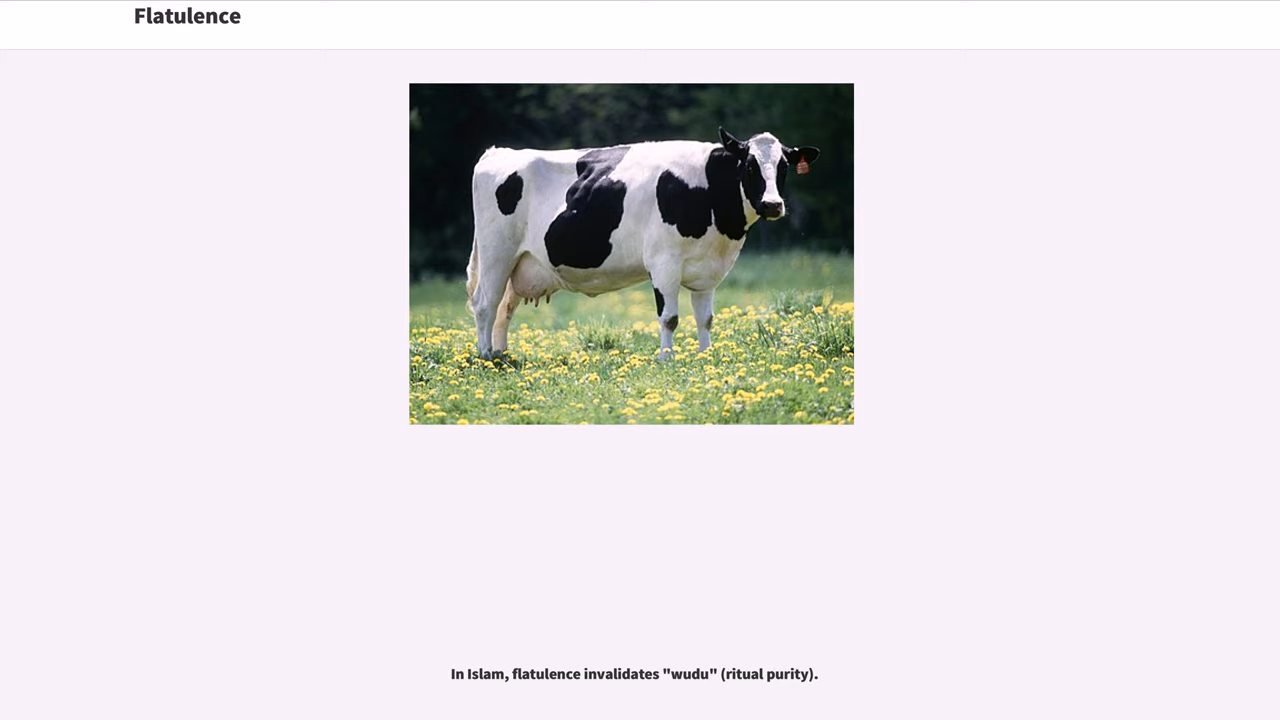 Flatulence
In Islam, flatulence invalidates "wudu" (ritual purity).